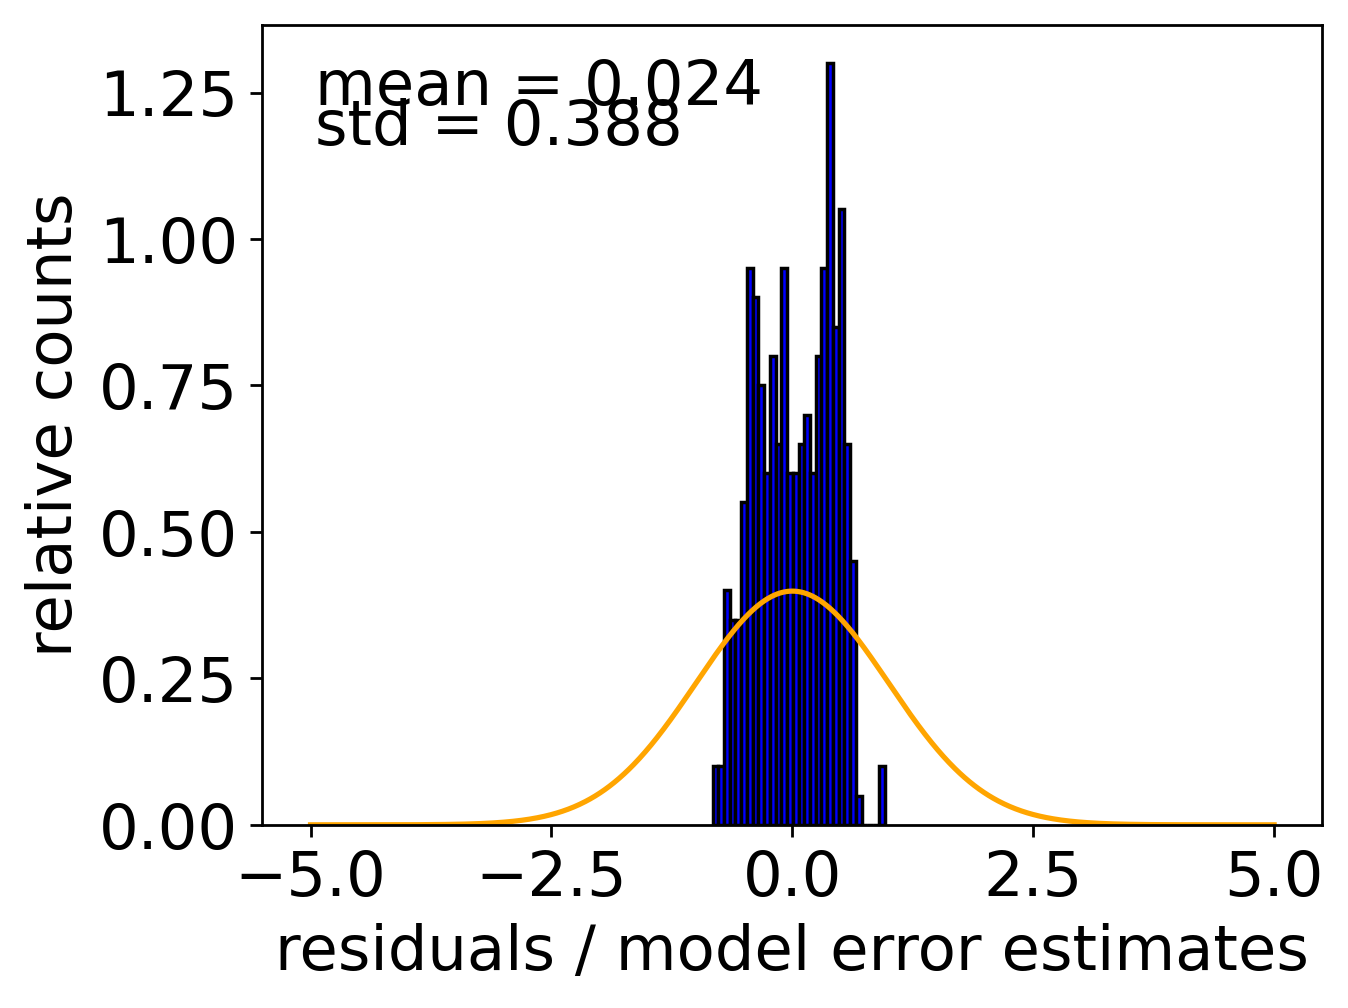 mean = 0.024
std = 0.388
1.25
1.00
0.75
0.50
0.25
0.00
relative counts
−5.0 −2.5 0.0 2.5 5.0
residuals / model error estimates